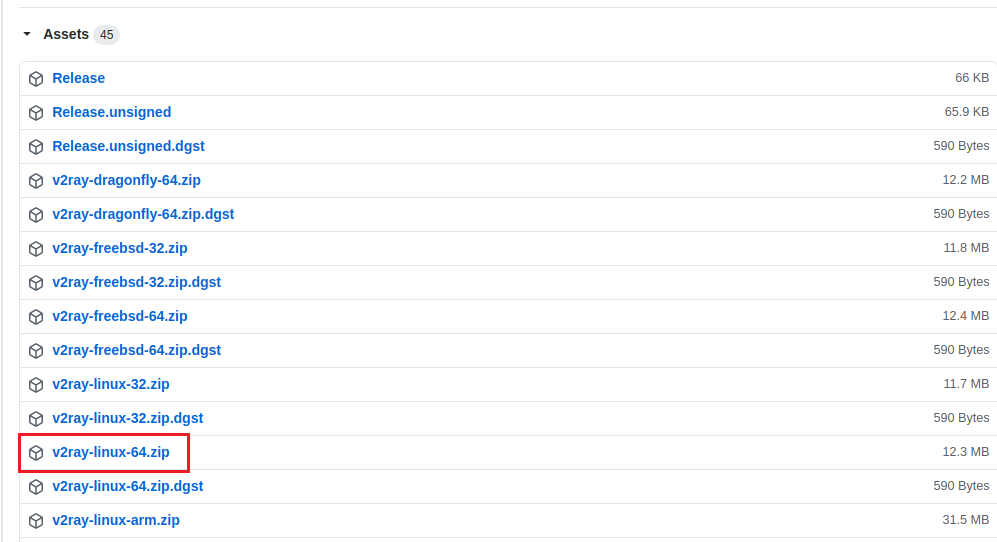 Assets 45
Release 66 KB
Release.unsigned 65.9 KB
Release.unsigned.dgst 590 Bytes
v2ray-dragonfly-64.zip 12.2 MB
v2ray-dragonfly-64.zip.dgst 590 Bytes
v2ray-freebsd-32.zip 11.8 MB
v2ray-freebsd-32.zip.dgst 590 Bytes
v2ray-freebsd-64.zip 12.4 MB
v2ray-freebsd-64.zip.dgst 590 Bytes
v2ray-linux-32.zip 11.7 MB
v2ray-linux-32.zip.dgst 590 Bytes
v2ray-linux-64.zip 12.3 MB
v2ray-linux-64.zip.dgst 590 Bytes
v2ray-linux-arm.zip 31.5 MB